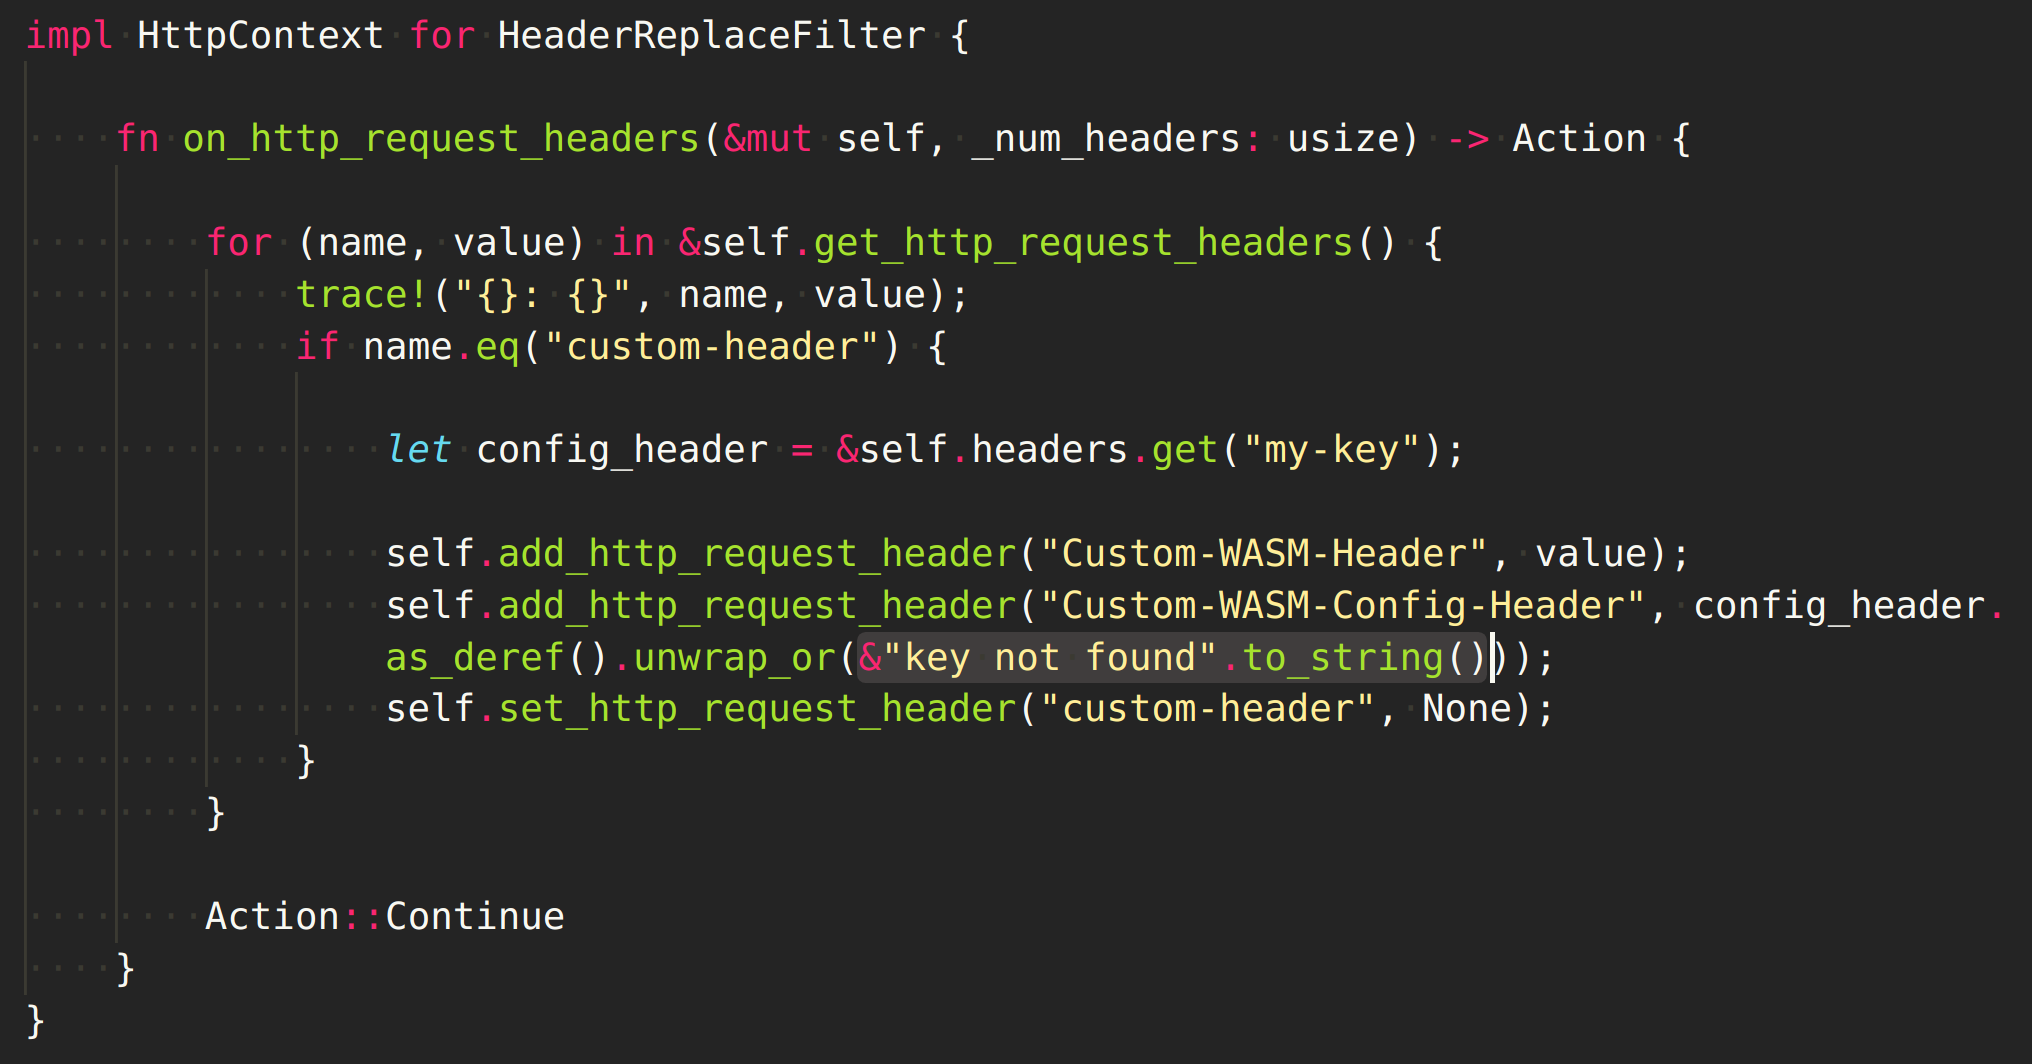 impl HttpContext for HeaderReplaceFilter {
    fn on_http_request_headers(&mut self, _num_headers: usize) -> Action {
        for (name, value) in &self.get_http_request_headers() {
            trace!("{}: {}", name, value);
            if name.eq("custom-header") {
                let config_header = &self.headers.get("my-key");
                self.add_http_request_header("Custom-WASM-Header", value);
                self.add_http_request_header("Custom-WASM-Config-Header", config_header.
                as_deref().unwrap_or(&"key not found".to_string()));
                self.set_http_request_header("custom-header", None);
            }
        }
        Action::Continue
    }
}